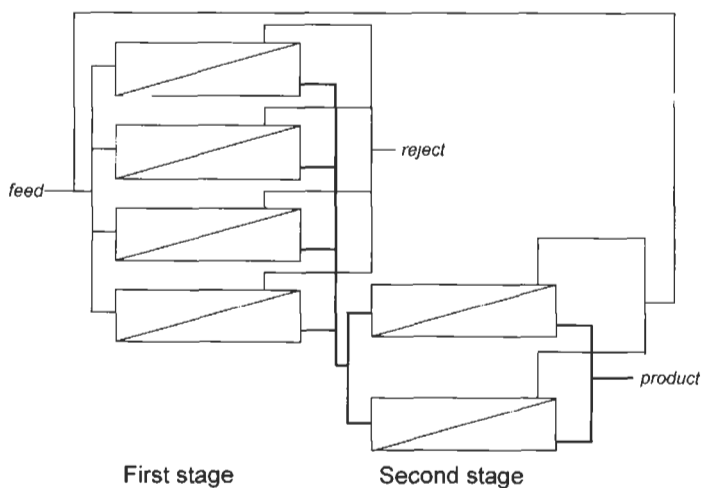 feed
reject
product
First stage
Second stage